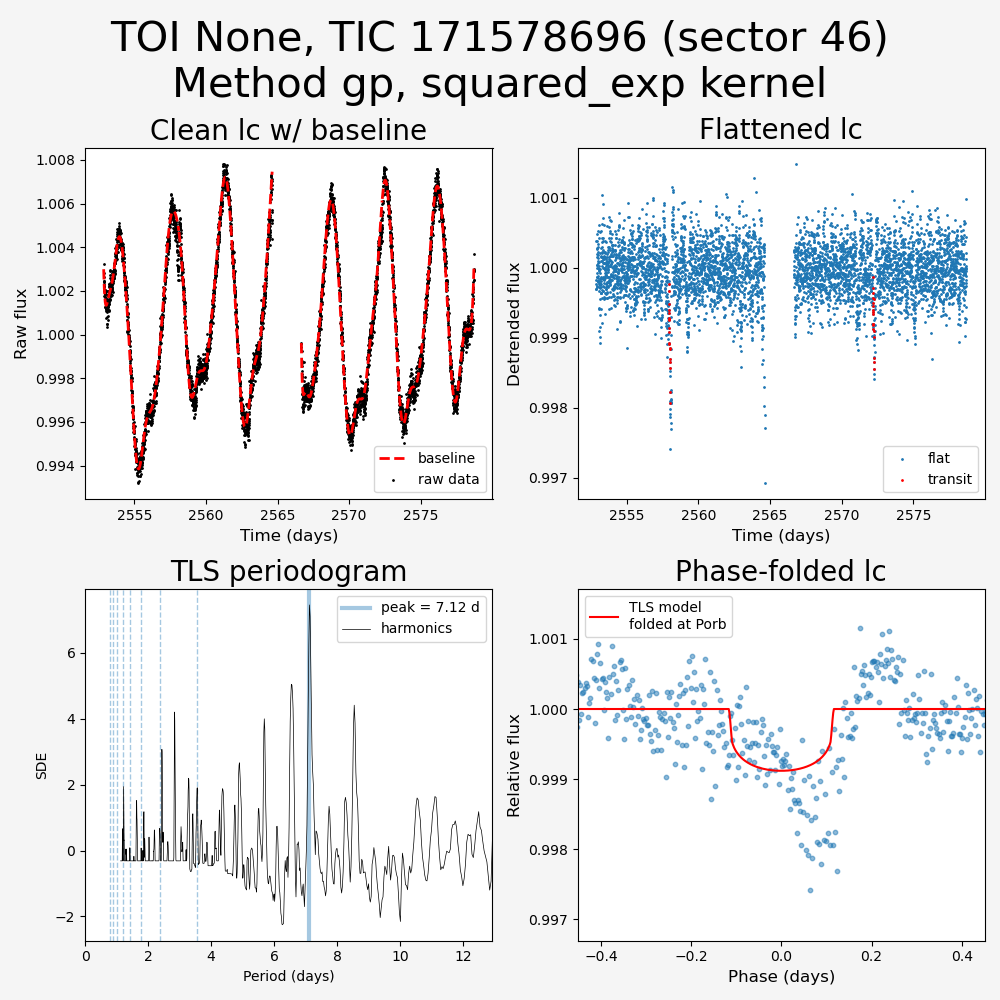 TOI None, TIC 171578696 (sector 46)
Method gp, squared_exp kernel
Clean lc w/ baseline
Raw flux
1.008
1.006
1.004
1.002
1.000
0.998
0.996
0.994
baseline
raw data
2555 2560 2565 2570 2575
Time (days)
Flattened lc
Detrended flux
1.001
1.000
0.999
0.998
0.997
flat
transit
2555 2560 2565 2570 2575
Time (days)
TLS periodogram
SDE
6
4
2
0
−2
peak = 7.12 d
harmonics
0 2 4 6 8 10 12
Period (days)
Phase-folded lc
Relative flux
1.001
1.000
0.999
0.998
0.997
TLS model
folded at Porb
−0.4 −0.2 0.0 0.2 0.4
Phase (days)